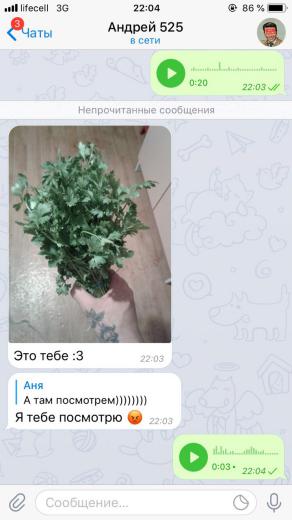 lifecell 3G 22:04 86 %
3
Чаты
Андрей 525
в сети
0:20 22:03
Непрочитанные сообщения
Это тебе :3 22:03
Аня
А там посмотрем))))))))
Я тебе посмотрю 😡 22:03
0:03 22:04
Сообщение...